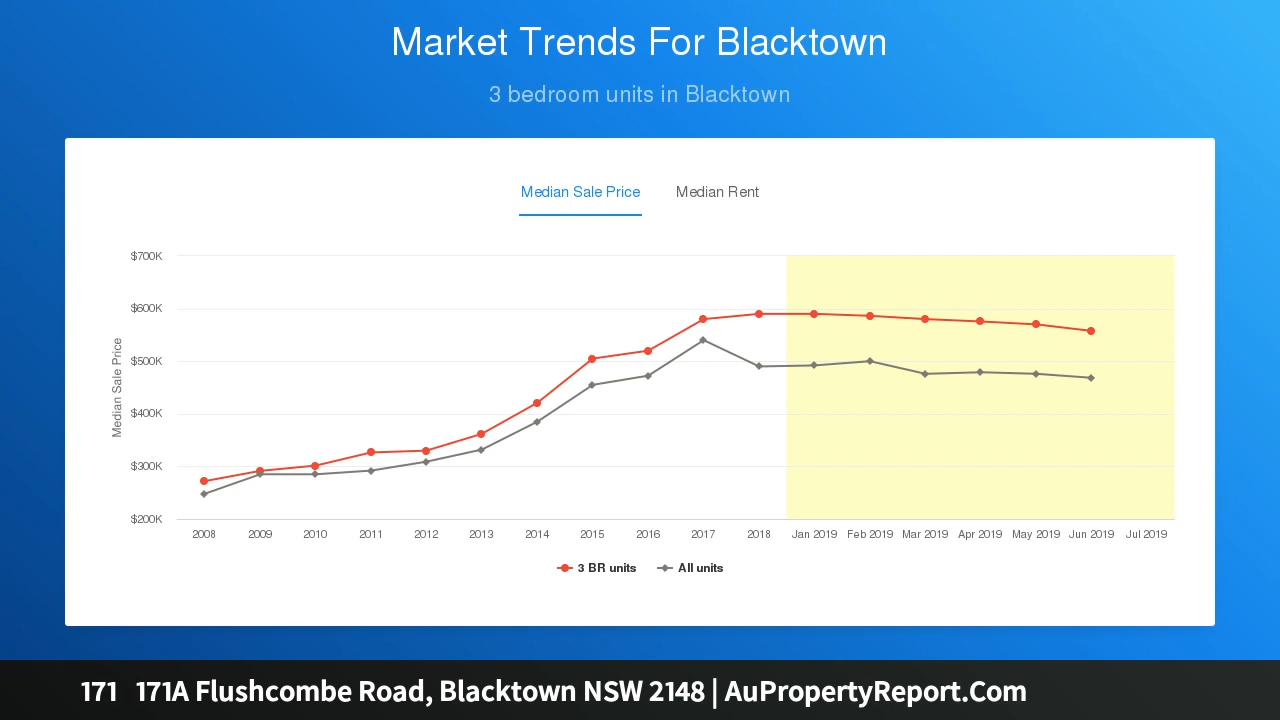 Market Trends For Blacktown
3 bedroom units in Blacktown
Median Sale Price Median Rent
Median Sale Price
$700K
$600K
$500K
$400K
$300K
$200K
2008 2009 2010 2011 2012 2013 2014 2015 2016 2017 2018 Jan 2019 Feb 2019 Mar 2019 Apr 2019 May 2019 Jun 2019 Jul 2019
3 BR units All units
171 171A Flushcombe Road, Blacktown NSW 2148 | AuPropertyReport.Com